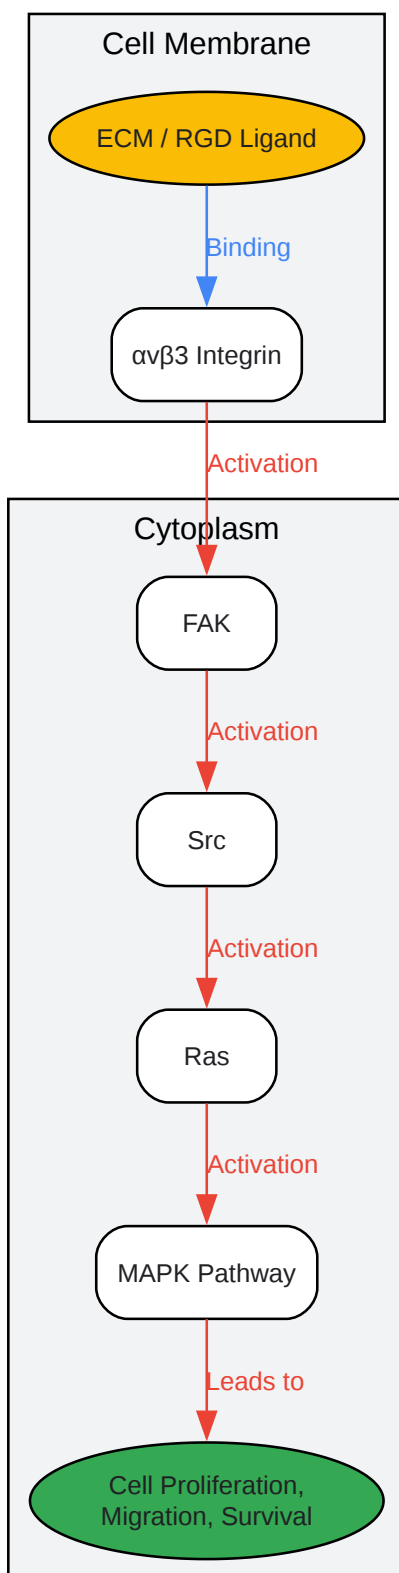 Cell Membrane
ECM / RGD Ligand
Binding
αvβ3 Integrin
Activation
Cytoplasm
FAK
Activation
Src
Activation
Ras
Activation
MAPK Pathway
Leads to
Cell Proliferation,
Migration, Survival